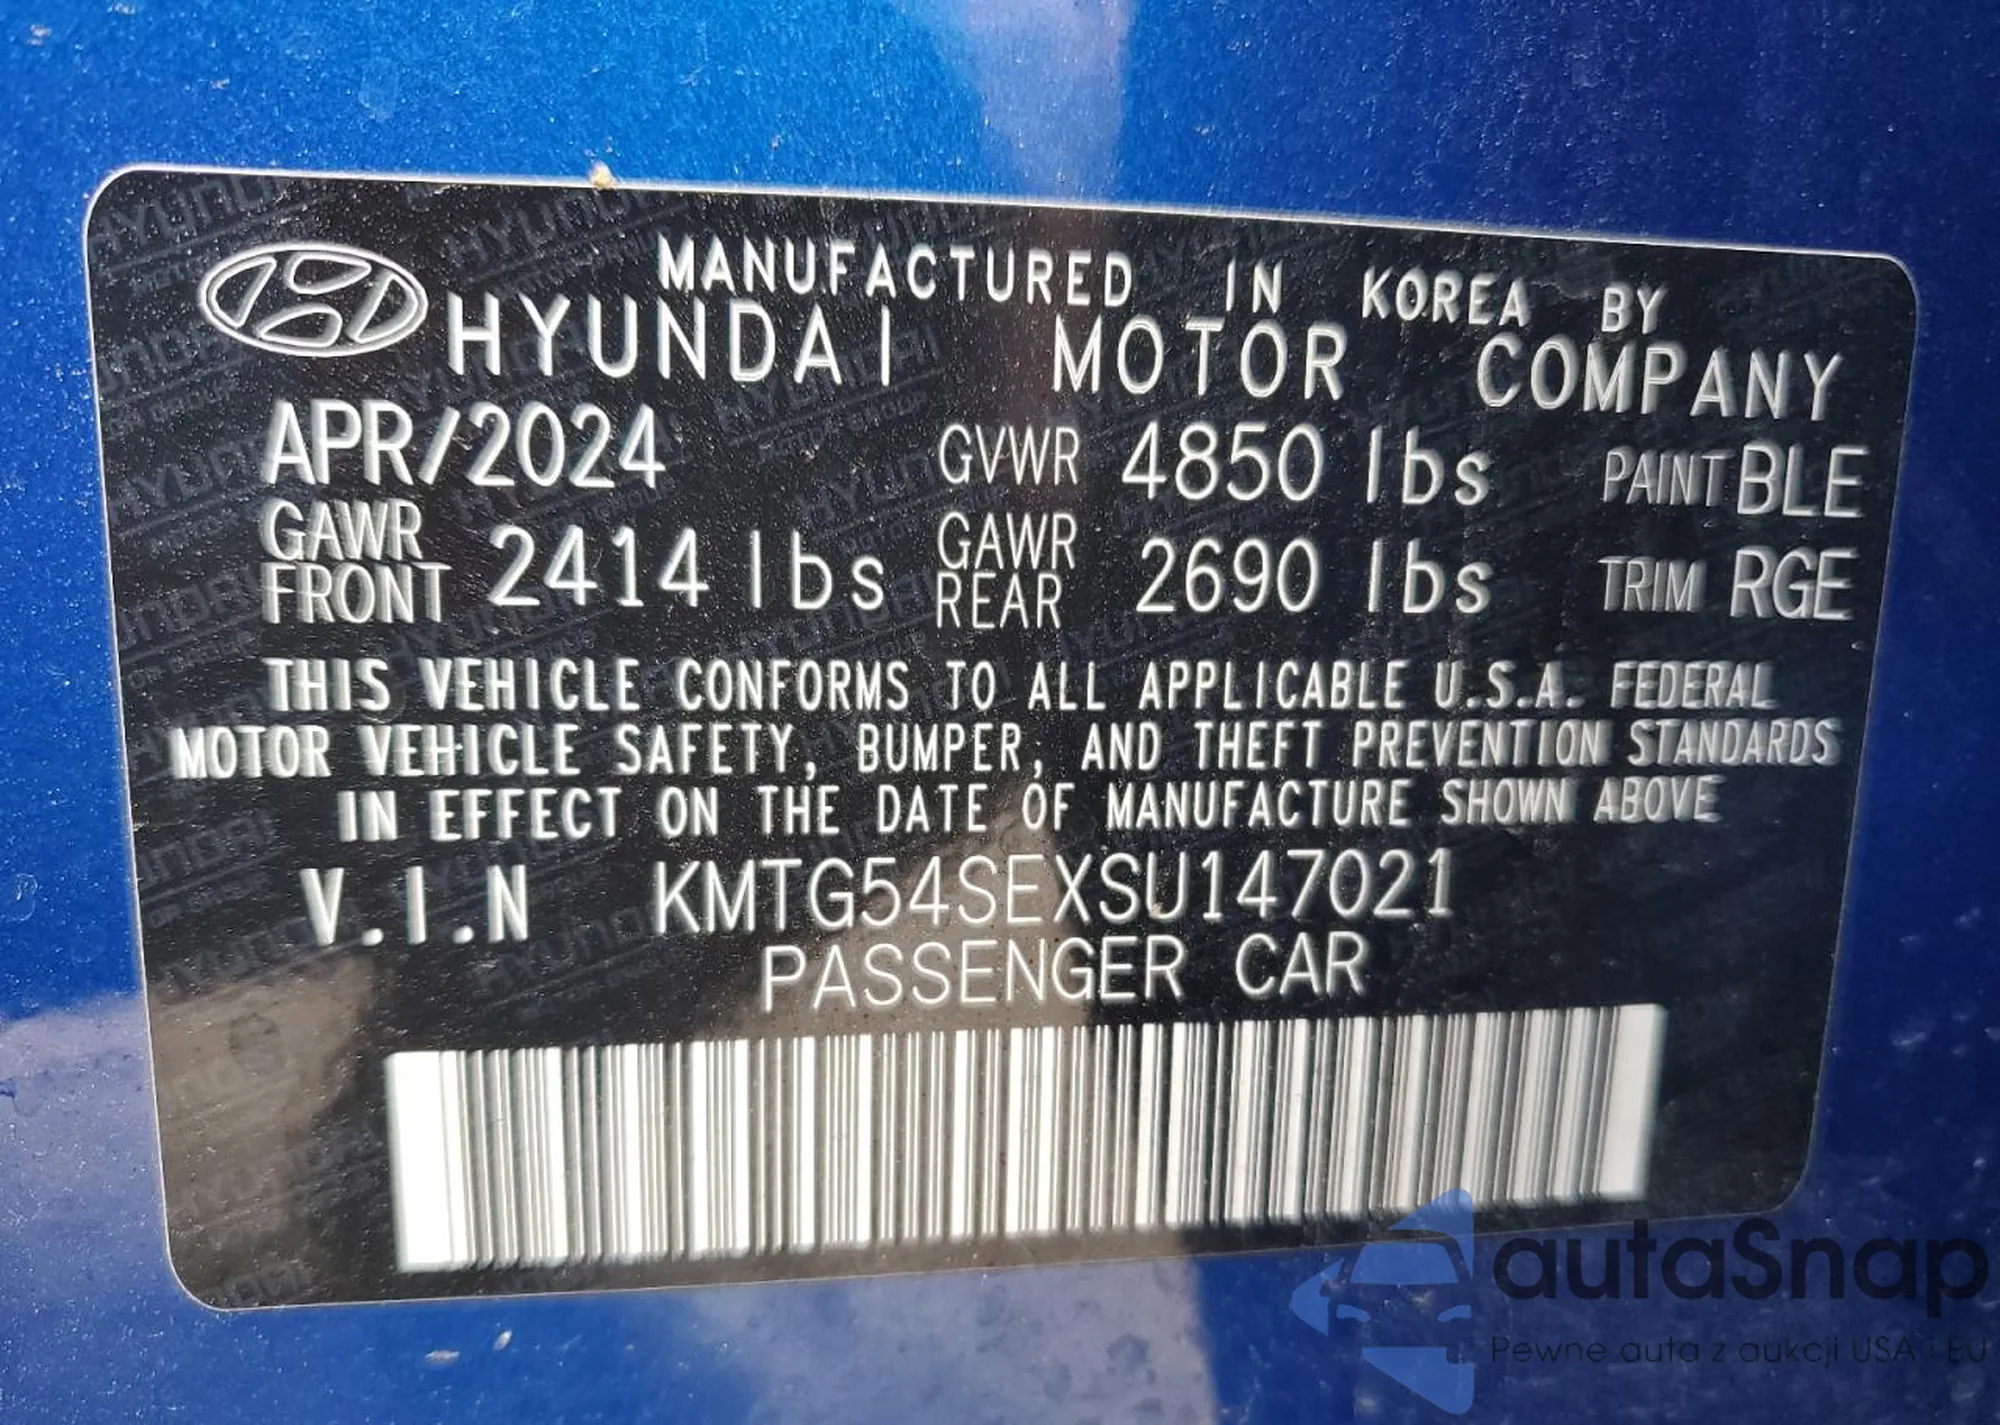 MANUFACTURED IN KOREA BY
HYUNDAI MOTOR COMPANY
APR/2024 GVWR 4850 lbs PAINT BLE
GAWR FRONT 2414 lbs GAWR REAR 2690 lbs TRIM RGE
THIS VEHICLE CONFORMS TO ALL APPLICABLE U.S.A. FEDERAL
MOTOR VEHICLE SAFETY, BUMPER, AND THEFT PREVENTION STANDARDS
IN EFFECT ON THE DATE OF MANUFACTURE SHOWN ABOVE
V.I.N KMTG54SEXSU147021
PASSENGER CAR
autaSnap
Pewne auta z aukcji USA i EU